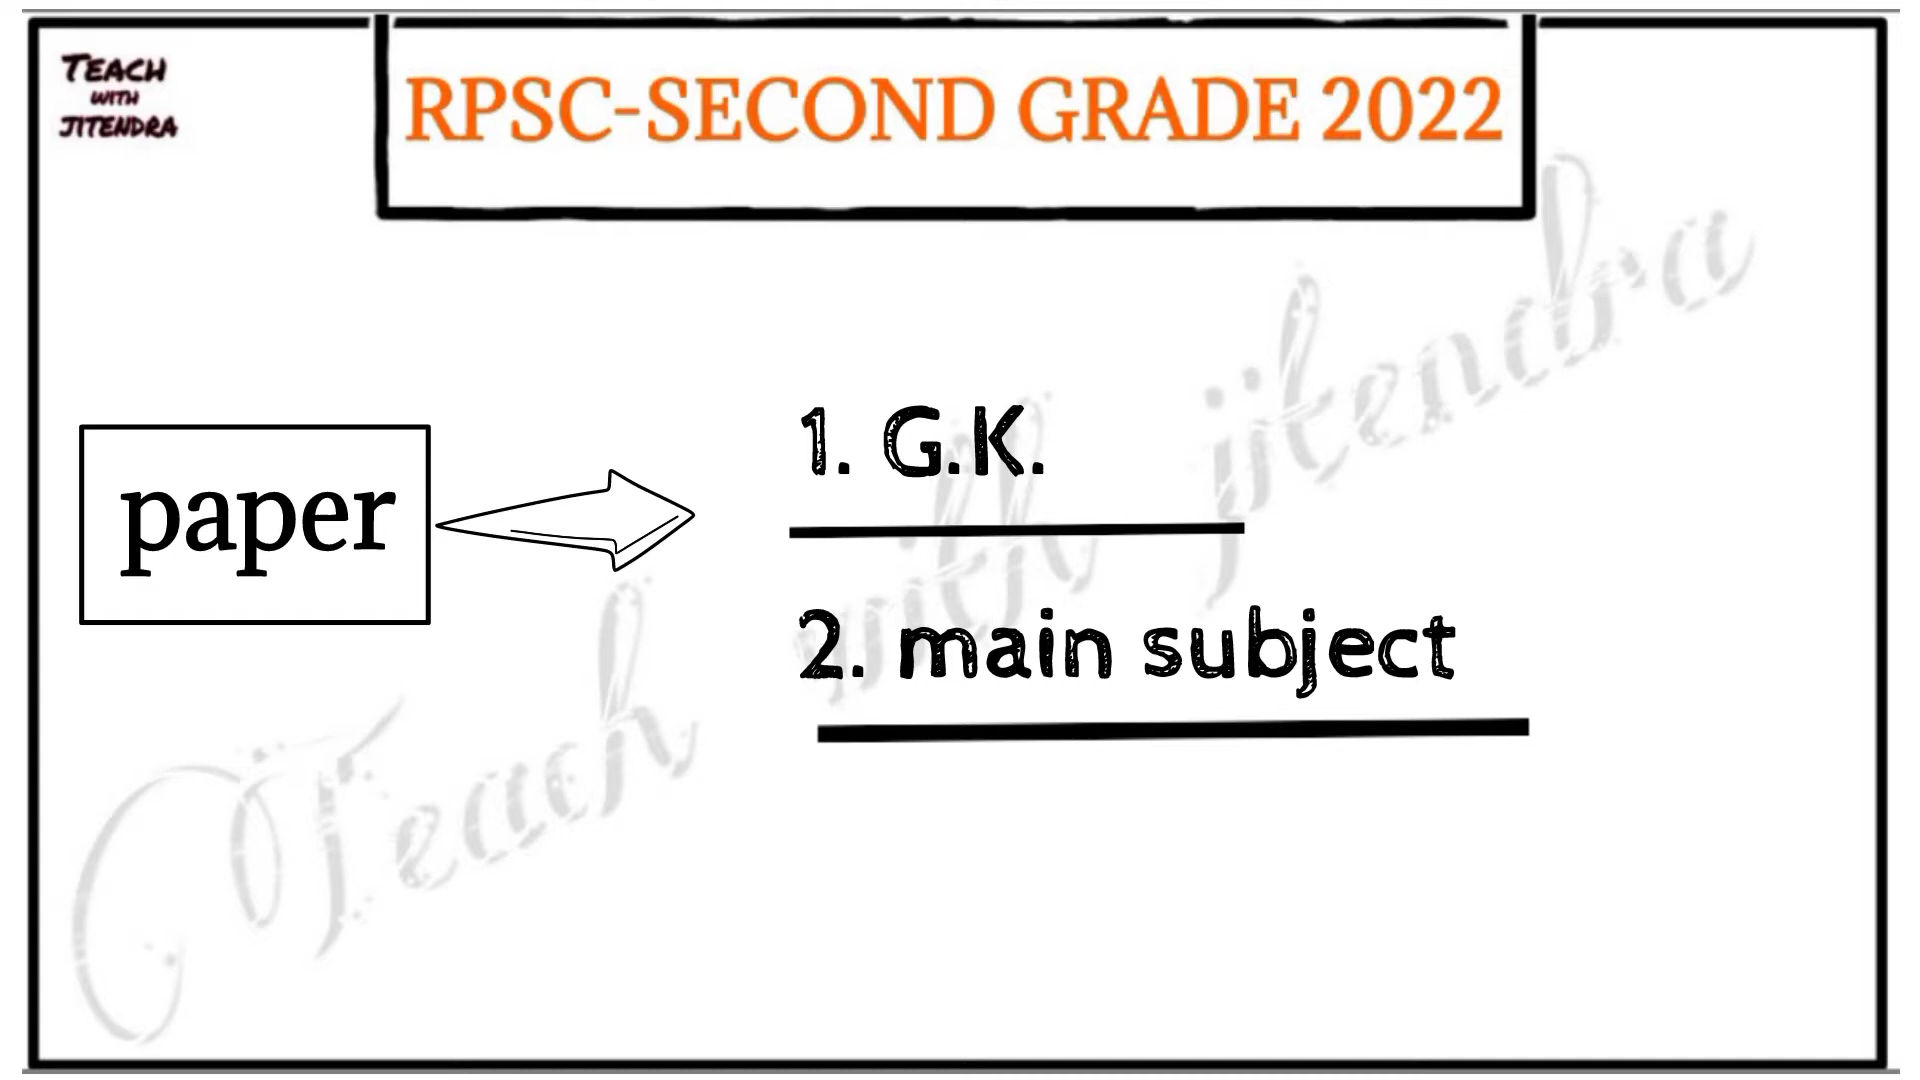 TEACH
WITH
JITENDRA
RPSC-SECOND GRADE 2022
paper
1. G.K.
2. main subject
Teach with jitendra